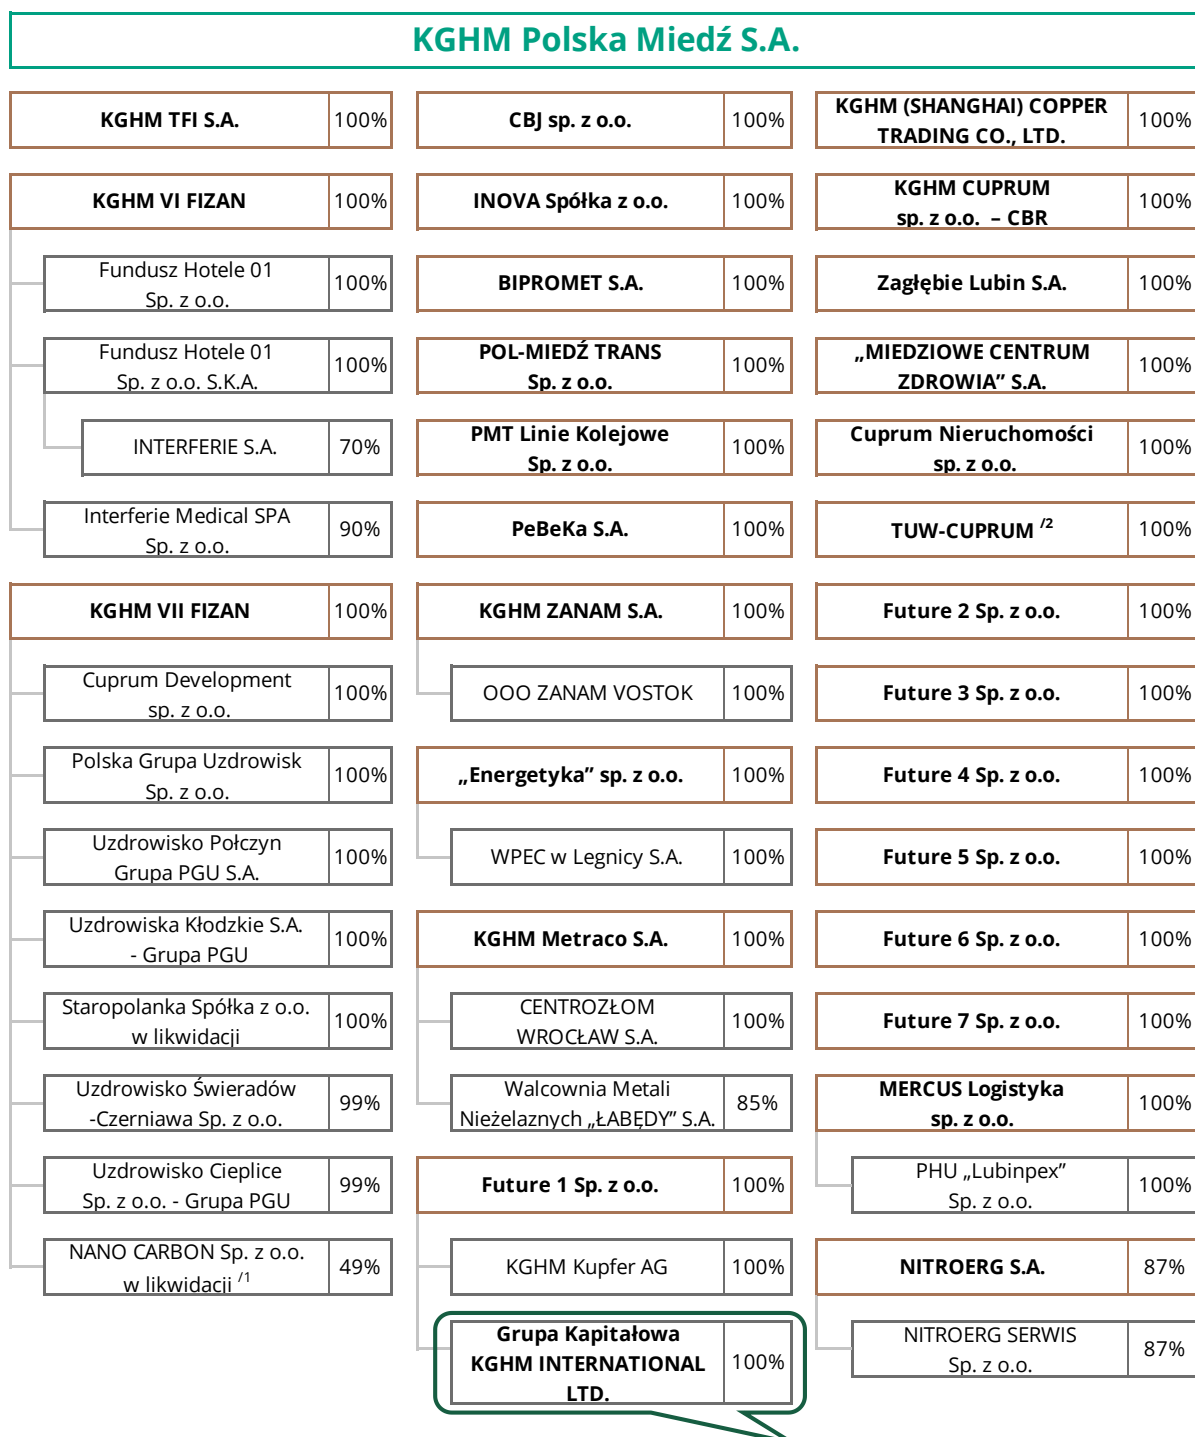 KGHM Polska Miedź S.A.
KGHM TFI S.A. 100%
KGHM VI FIZAN 100%
Fundusz Hotele 01
Sp. z o.o. 100%
Fundusz Hotele 01
Sp. z o.o. S.K.A. 100%
INTERFERIE S.A. 70%
Interferie Medical SPA
Sp. z o.o. 90%
KGHM VII FIZAN 100%
Cuprum Development
sp. z o.o. 100%
Polska Grupa Uzdrowisk
Sp. z o.o. 100%
Uzdrowisko Połczyn
Grupa PGU S.A. 100%
Uzdrowiska Kłodzkie S.A.
- Grupa PGU 100%
Staropolanka Spółka z o.o.
w likwidacji 100%
Uzdrowisko Świeradów
-Czerniawa Sp. z o.o. 99%
Uzdrowisko Cieplice
Sp. z o.o. - Grupa PGU 99%
NANO CARBON Sp. z o.o.
w likwidacji /1 49%
CBJ sp. z o.o. 100%
INOVA Spółka z o.o. 100%
BIPROMET S.A. 100%
POL-MIEDŹ TRANS
Sp. z o.o. 100%
PMT Linie Kolejowe
Sp. z o.o. 100%
PeBeKa S.A. 100%
KGHM ZANAM S.A. 100%
OOO ZANAM VOSTOK 100%
„Energetyka” sp. z o.o. 100%
WPEC w Legnicy S.A. 100%
KGHM Metraco S.A. 100%
CENTROZŁOM
WROCŁAW S.A. 100%
Walcownia Metali
Nieżelaznych „ŁABĘDY” S.A. 85%
Future 1 Sp. z o.o. 100%
KGHM Kupfer AG 100%
Grupa Kapitałowa
KGHM INTERNATIONAL
LTD. 100%
KGHM (SHANGHAI) COPPER
TRADING CO., LTD. 100%
KGHM CUPRUM
sp. z o.o. – CBR 100%
Zagłębie Lubin S.A. 100%
„MIEDZIOWE CENTRUM
ZDROWIA” S.A. 100%
Cuprum Nieruchomości
sp. z o.o. 100%
TUW-CUPRUM /2 100%
Future 2 Sp. z o.o. 100%
Future 3 Sp. z o.o. 100%
Future 4 Sp. z o.o. 100%
Future 5 Sp. z o.o. 100%
Future 6 Sp. z o.o. 100%
Future 7 Sp. z o.o. 100%
MERCUS Logistyka
sp. z o.o. 100%
PHU „Lubinpex”
Sp. z o.o. 100%
NITROERG S.A. 87%
NITROERG SERWIS
Sp. z o.o. 87%